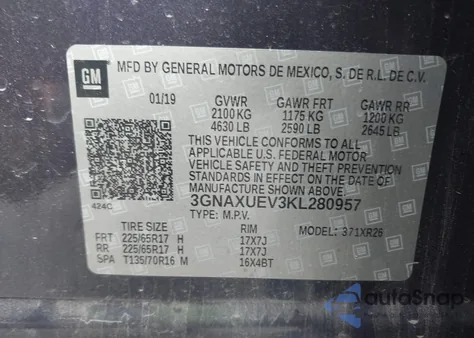 GM
MFD BY GENERAL MOTORS DE MEXICO, S. DE R.L. DE C.V.
01/19 GVWR GAWR FRT GAWR RR
2100 KG 1175 KG 1200 KG
4630 LB 2590 LB 2645 LB
THIS VEHICLE CONFORMS TO ALL
APPLICABLE U.S. FEDERAL MOTOR
VEHICLE SAFETY AND THEFT PREVENTION
STANDARDS IN EFFECT ON THE DATE OF
MANUFACTURE SHOWN ABOVE.
424C 3GNAXUEV3KL280957
TYPE: M.P.V. 371XR26
TIRE SIZE RIM
FRT 225/65R17 H 17X7J
RR 225/65R17 H 17X7J
SPA T135/70R16 M 16X4BT
autoSnap